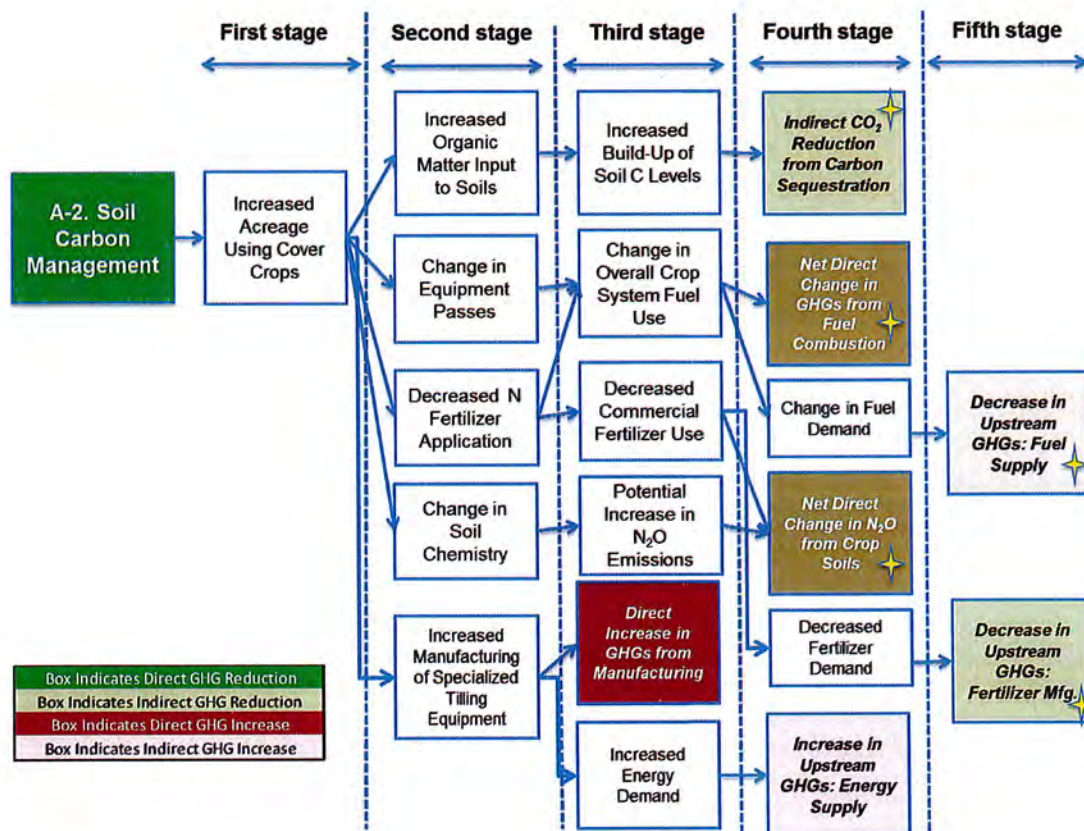 First stage
Second stage
Third stage
Fourth stage
Fifth stage
A-2. Soil
Carbon
Management
Increased
Acreage
Using Cover
Crops
Increased
Organic
Matter Input
to Soils
Increased
Build-Up of
Soil C Levels
Indirect CO₂
Reduction
from Carbon
Sequestration
Change in
Equipment
Passes
Change in
Overall Crop
System Fuel
Use
Net Direct
Change in
GHGs from
Fuel
Combustion
Decreased N
Fertilizer
Application
Decreased
Commercial
Fertilizer Use
Change in Fuel
Demand
Decrease in
Upstream
GHGs: Fuel
Supply
Change in
Soil
Chemistry
Potential
Increase in
N₂O
Emissions
Net Direct
Change in N₂O
from Crop
Soils
Increased
Manufacturing
of Specialized
Tilling
Equipment
Direct
Increase in
GHGs from
Manufacturing
Decreased
Fertilizer
Demand
Decrease in
Upstream
GHGs:
Fertilizer Mfg.
Increased
Energy
Demand
Increase in
Upstream
GHGs: Energy
Supply
Box Indicates Direct GHG Reduction
Box Indicates Indirect GHG Reduction
Box Indicates Direct GHG Increase
Box Indicates Indirect GHG Increase